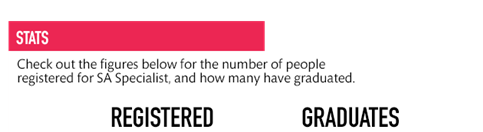 STATS
Check out the figures below for the number of people
registered for SA Specialist, and how many have graduated.
REGISTERED GRADUATES